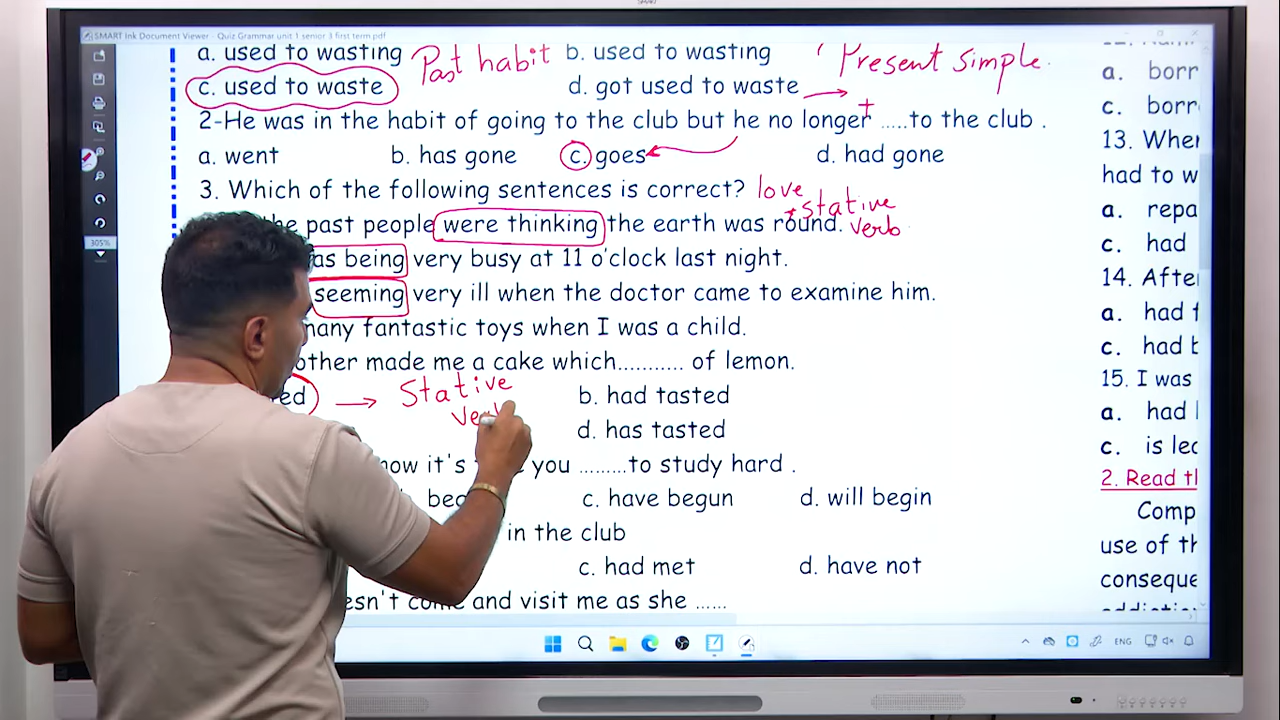 SMART
SMART Ink Document Viewer - Quiz Grammar unit 1 senior 3 first term pdf
a. used to wasting Past habit b. used to wasting
Present simple.
c. used to waste d. got used to waste →
2-He was in the habit of going to the club but he no longer .....to the club .
+
a. went b. has gone c. goes d. had gone
3. Which of the following sentences is correct? love
the past people were thinking the earth was round. stative verb
as being very busy at 11 o'clock last night.
seeming very ill when the doctor came to examine him.
many fantastic toys when I was a child.
other made me a cake which........... of lemon.
ed → Stative b. had tasted
d. has tasted
now it's you .........to study hard .
c. have begun d. will begin
in the club
c. had met d. have not
esn't come and visit me as she ......
a. borr
c. borr
13. Wher
had to w
a. repa
c. had
14. After
a. had
c. had
15. I was
a. had
c. is lea
2. Read
Comp
use of
conseque
305%
ENG